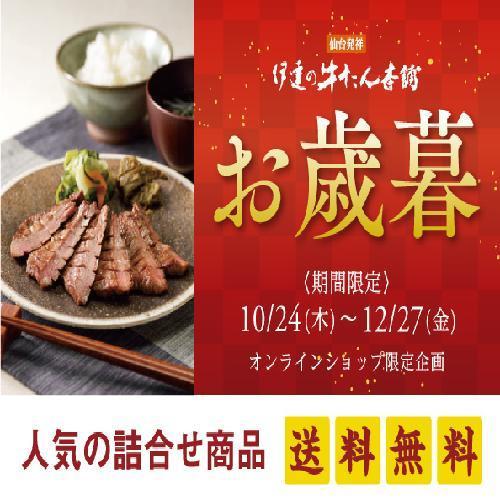 仙台発祥
伊達の牛たん本舗
お歳暮
〈期間限定〉
10/24(木)～12/27(金)
オンラインショップ限定企画
人気の詰合せ商品 送料無料